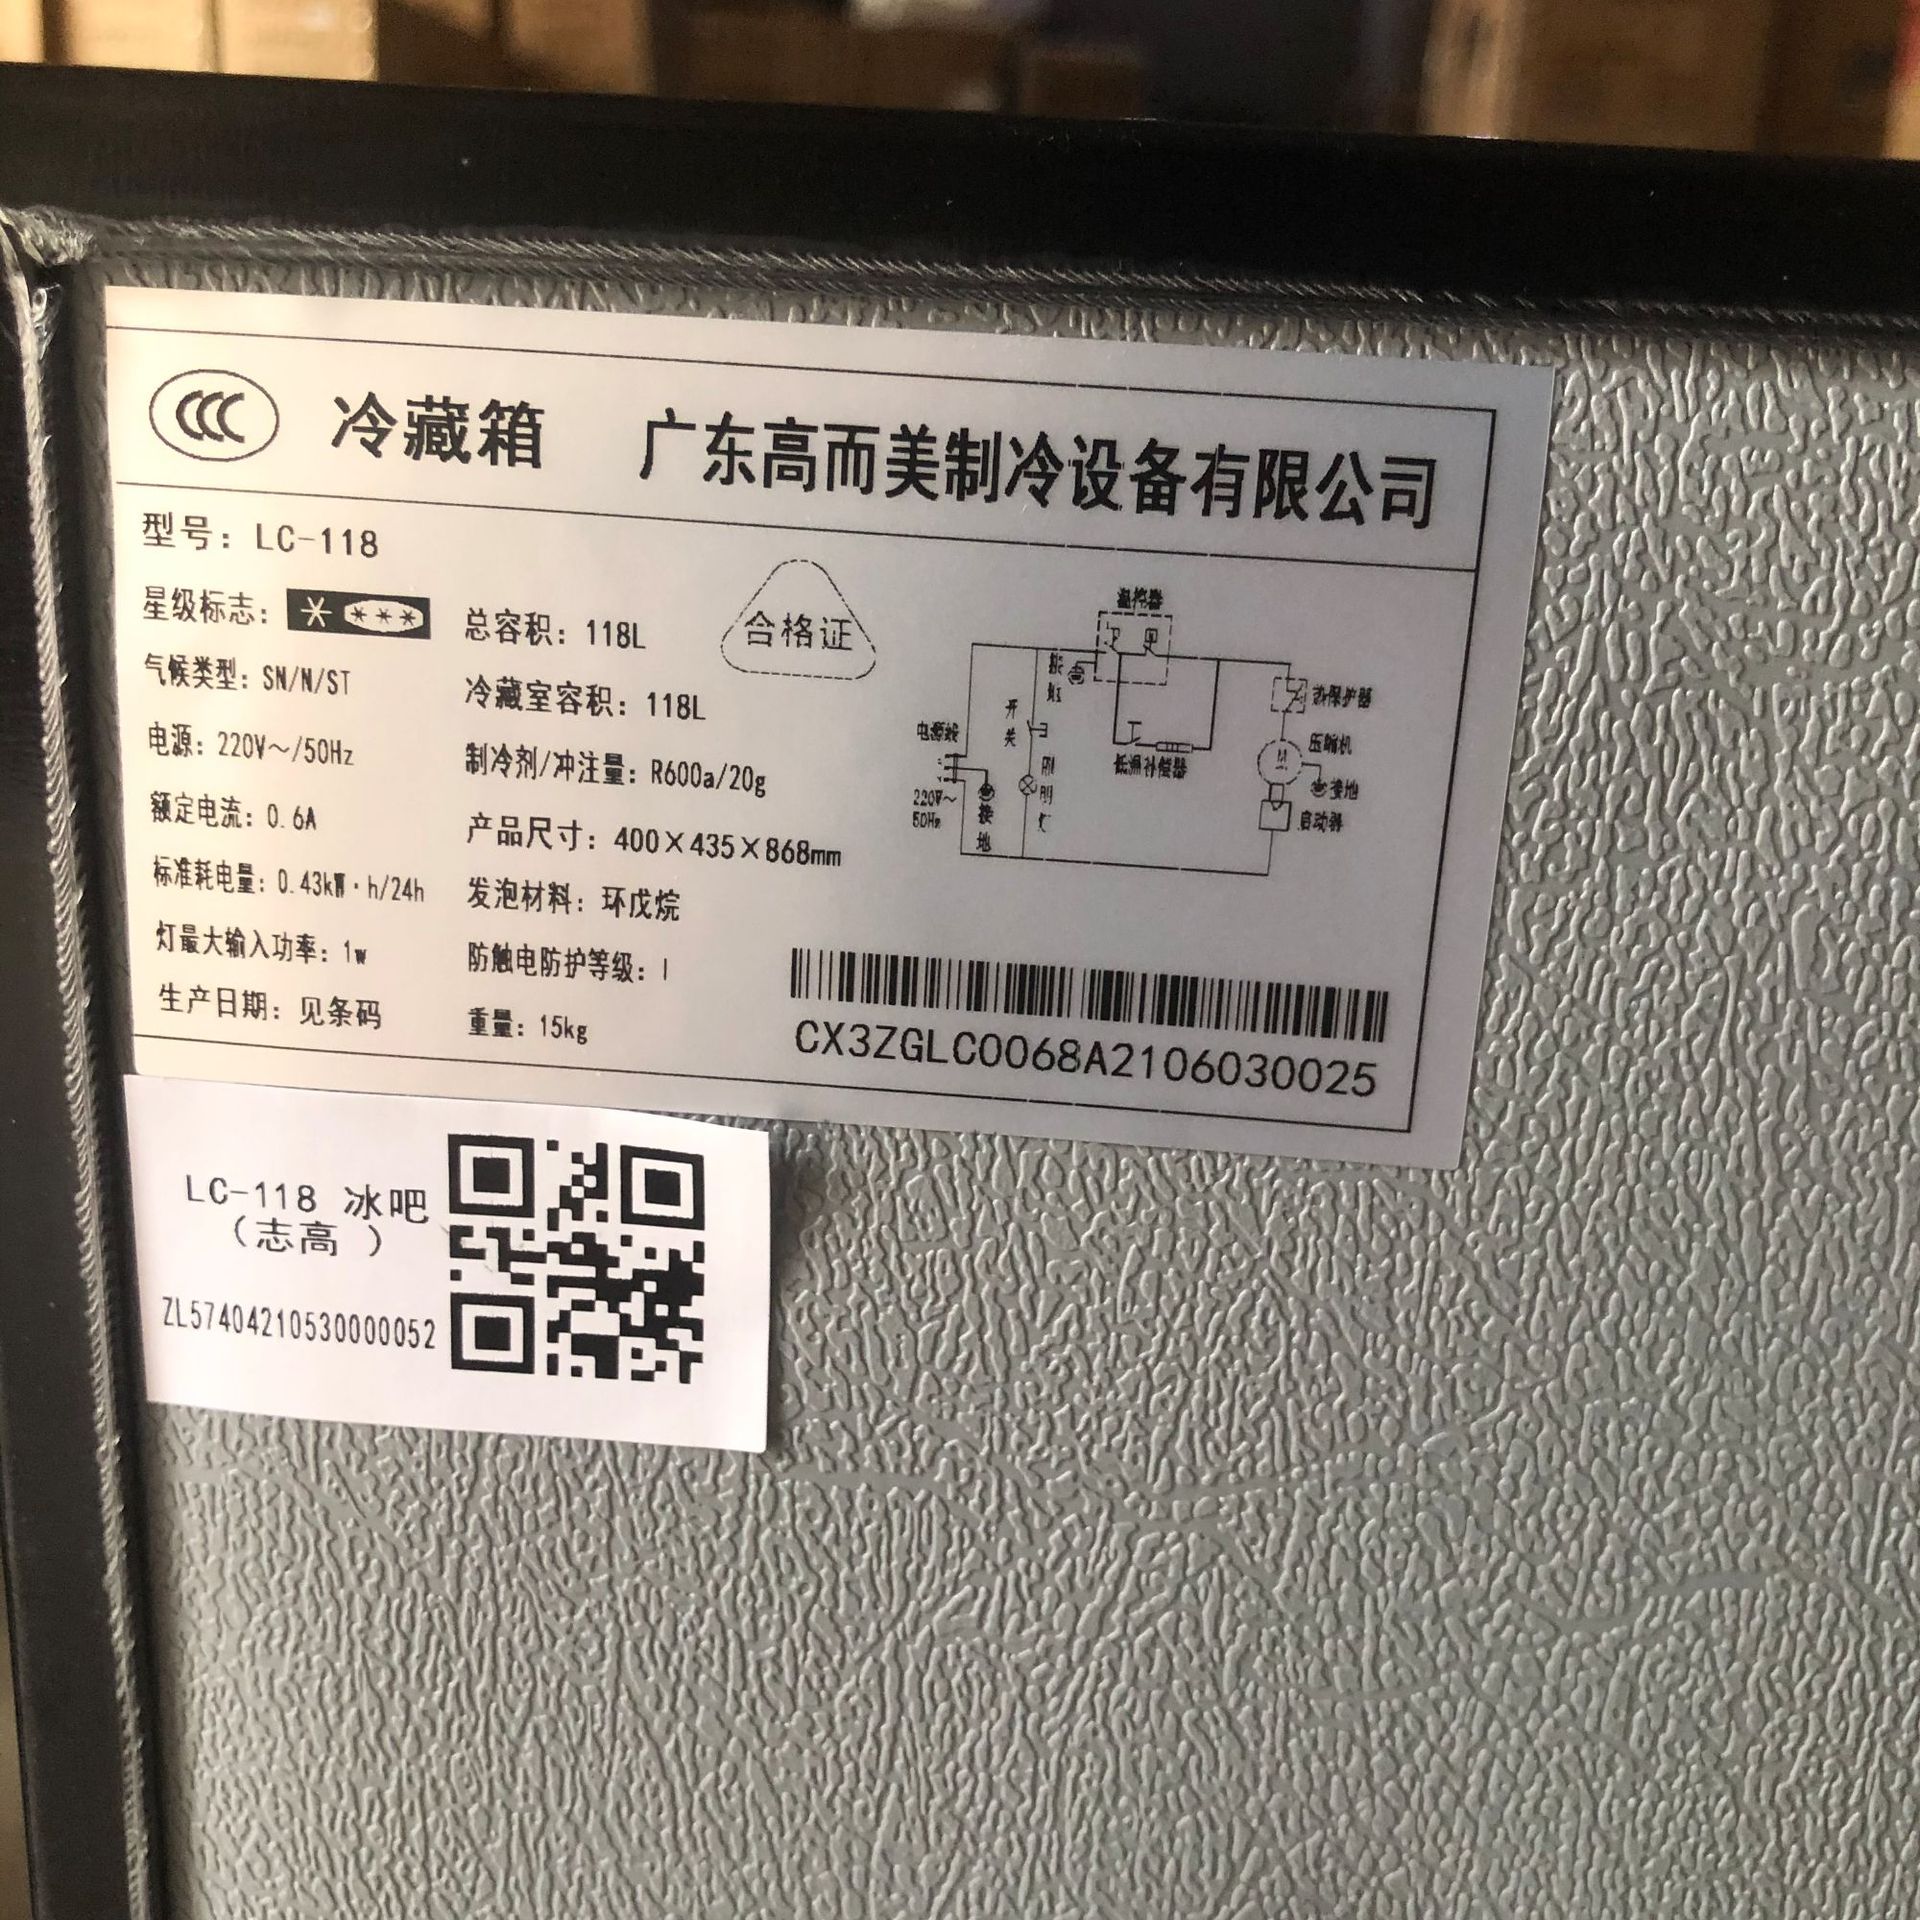 CCC 冷藏箱 广东高而美制冷设备有限公司
型号：LC-118
星级标志：
气候类型：SN/N/ST
电源：220V～/50Hz
额定电流：0.6A
标准耗电量：0.43kW·h/24h
灯最大输入功率：1w
生产日期：见条码
总容积：118L
冷藏室容积：118L
制冷剂/冲注量：R600a/20g
产品尺寸：400×435×868mm
发泡材料：环戊烷
防触电防护等级：I
重量：15kg
合格证
温控器
开关
电源线
220V～
50Hz
接地
低温补偿器
热保护器
压缩机
接地
启动器
CX3ZGLC0068A2106030025
LC-118 冰吧
（志高 ）
ZL57404210530000052